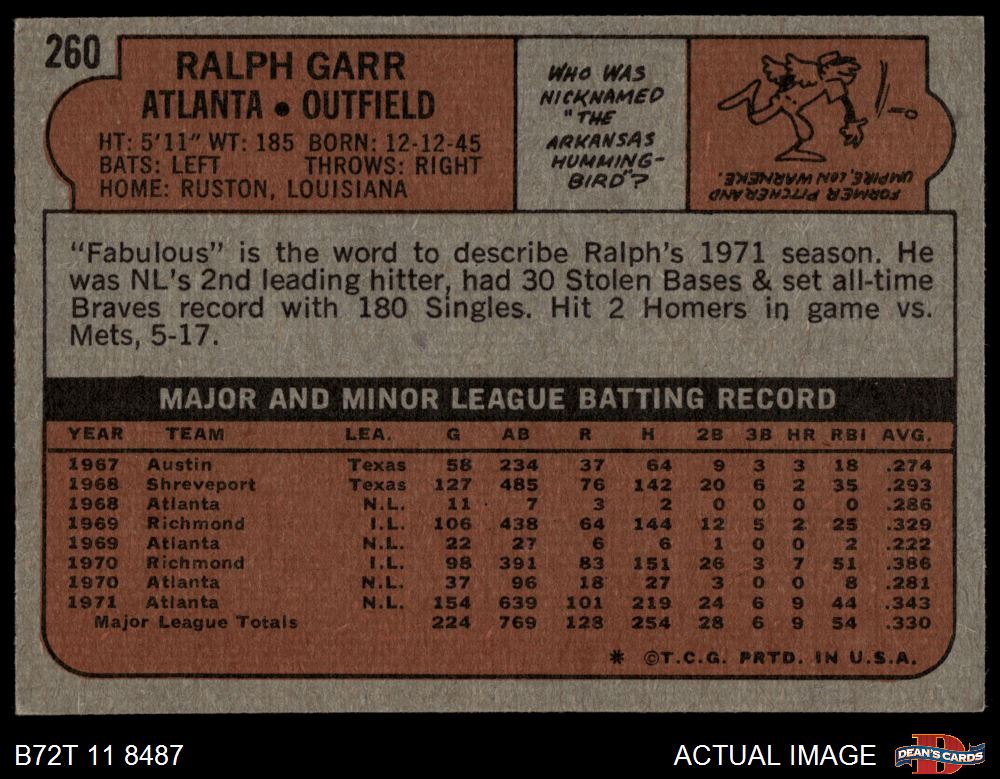 260
RALPH GARR
ATLANTA • OUTFIELD
HT: 5'11" WT: 185 BORN: 12-12-45
BATS: LEFT THROWS: RIGHT
HOME: RUSTON, LOUISIANA
WHO WAS
NICKNAMED
"THE
ARKANSAS
HUMMING-
BIRD"?
FORMER PITCHER AND
UMPIRE, LON WARNEKE.
"Fabulous" is the word to describe Ralph's 1971 season. He
was NL's 2nd leading hitter, had 30 Stolen Bases & set all-time
Braves record with 180 Singles. Hit 2 Homers in game vs.
Mets, 5-17.
MAJOR AND MINOR LEAGUE BATTING RECORD
YEAR TEAM LEA. G AB R H 2B 3B HR RBI AVG.
1967 Austin Texas 58 234 37 64 9 3 3 18 .274
1968 Shreveport Texas 127 485 76 142 20 6 2 35 .293
1968 Atlanta N.L. 11 7 3 2 0 0 0 0 .286
1969 Richmond I.L. 106 438 64 144 12 5 2 25 .329
1969 Atlanta N.L. 22 27 6 6 1 0 0 2 .222
1970 Richmond I.L. 98 391 83 151 26 3 7 51 .386
1970 Atlanta N.L. 37 96 18 27 3 0 0 8 .281
1971 Atlanta N.L. 154 639 101 219 24 6 9 44 .343
Major League Totals 224 769 128 254 28 6 9 54 .330
* ©T.C.G. PRTD. IN U.S.A.
B72T 11 8487
ACTUAL IMAGE
D
DEAN'S CARDS